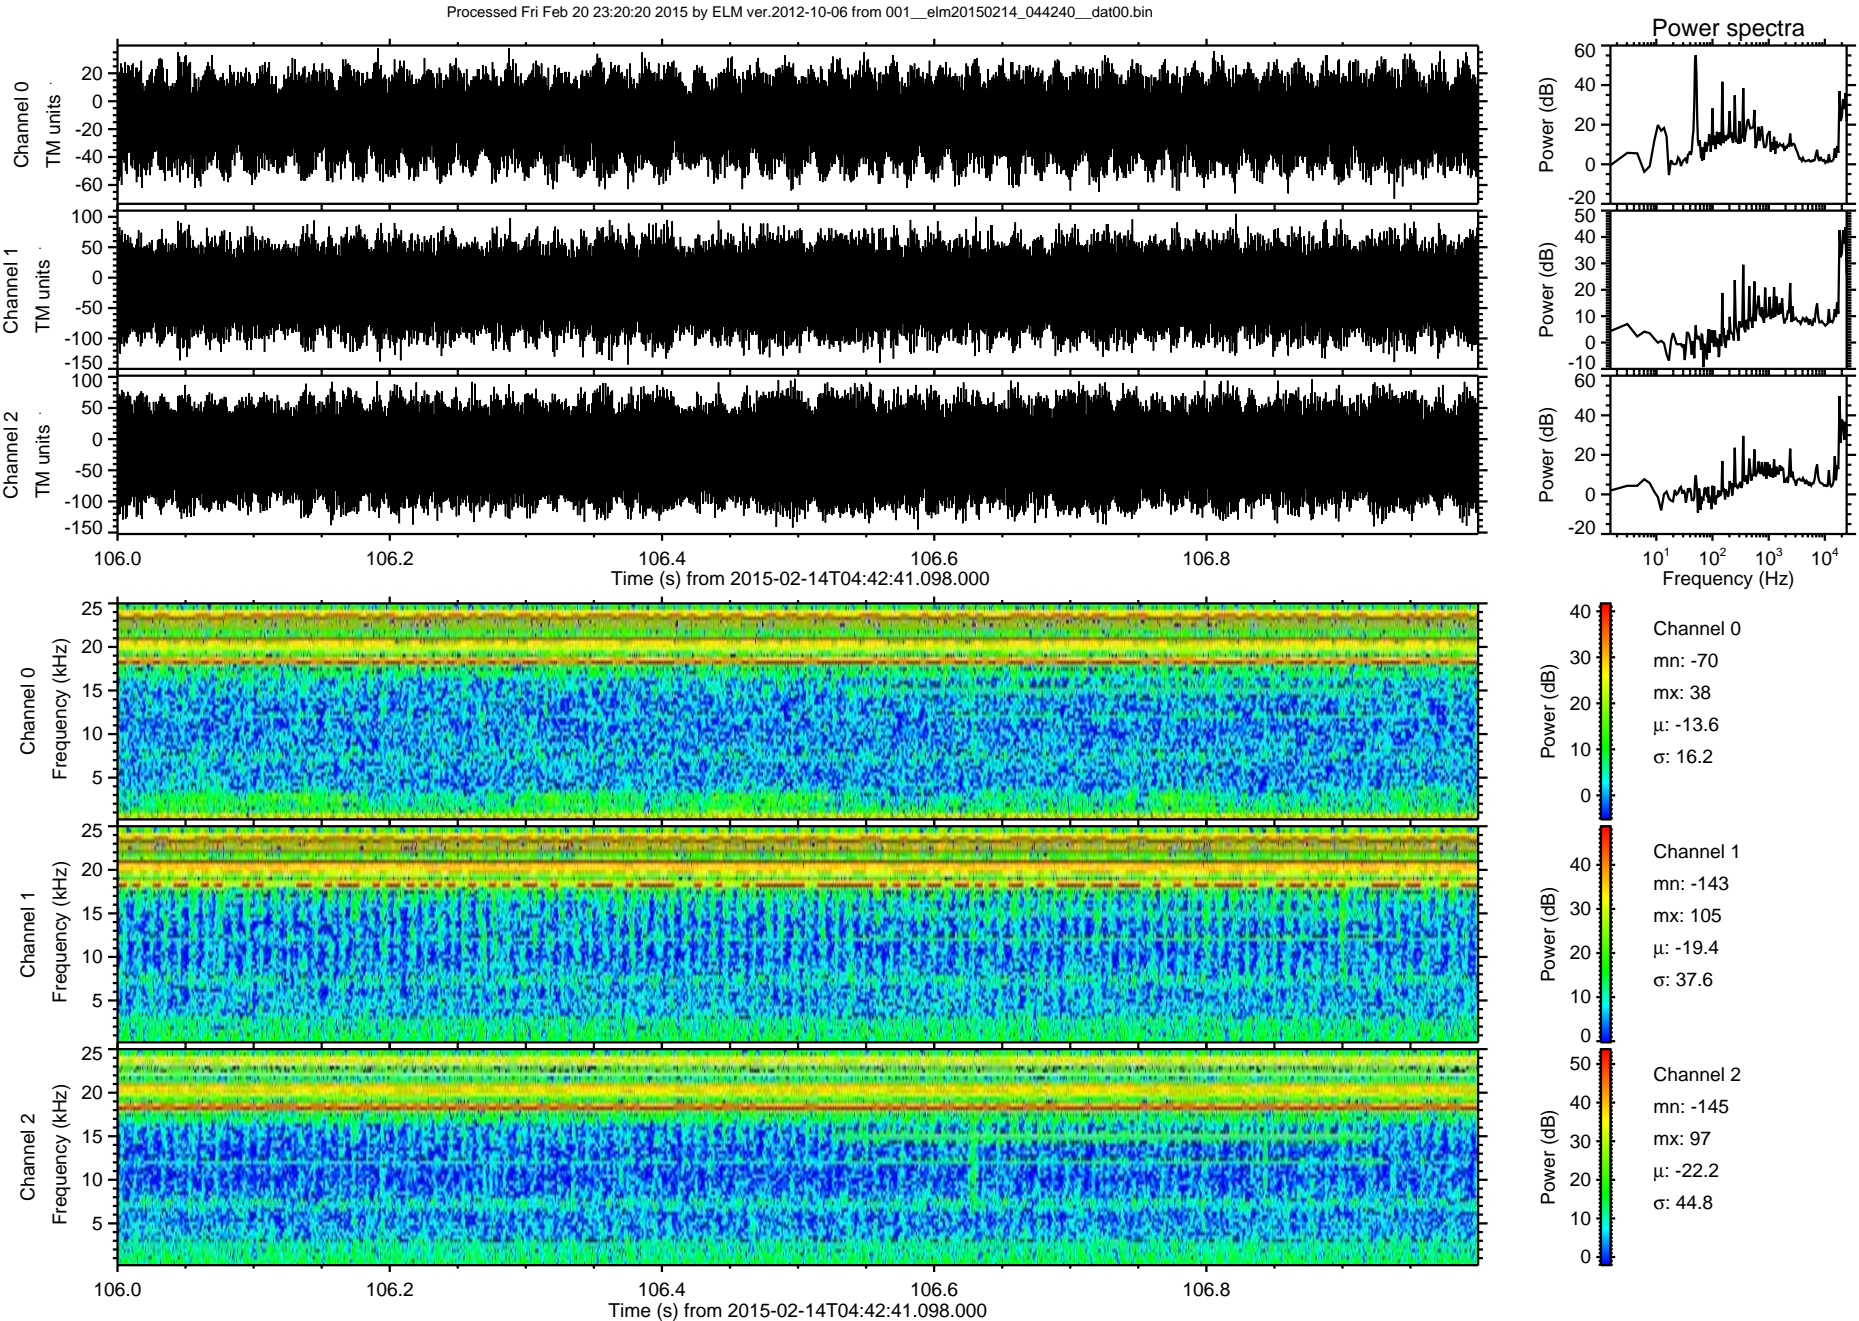 Processed Fri Feb 20 23:20:20 2015 by ELM ver.2012-10-06 from 001__elm20150214_044240__dat00.bin
Power spectra
Channel 0
TM units
20
0
-20
-40
-60
Power (dB)
60
40
20
0
-20
Channel 1
TM units
100
50
0
-50
-100
-150
Power (dB)
50
40
30
20
10
0
-10
Channel 2
TM units
100
50
0
-50
-100
-150
Power (dB)
60
40
20
0
-20
106.0 106.2 106.4 106.6 106.8
Time (s) from 2015-02-14T04:42:41.098.000
10¹ 10² 10³ 10⁴
Frequency (Hz)
Channel 0
Frequency (kHz)
25
20
15
10
5
Power (dB)
40
30
20
10
0
Channel 0
mn: -70
mx: 38
µ: -13.6
σ: 16.2
Channel 1
Frequency (kHz)
25
20
15
10
5
Power (dB)
40
30
20
10
0
Channel 1
mn: -143
mx: 105
µ: -19.4
σ: 37.6
Channel 2
Frequency (kHz)
25
20
15
10
5
Power (dB)
50
40
30
20
10
0
Channel 2
mn: -145
mx: 97
µ: -22.2
σ: 44.8
106.0 106.2 106.4 106.6 106.8
Time (s) from 2015-02-14T04:42:41.098.000